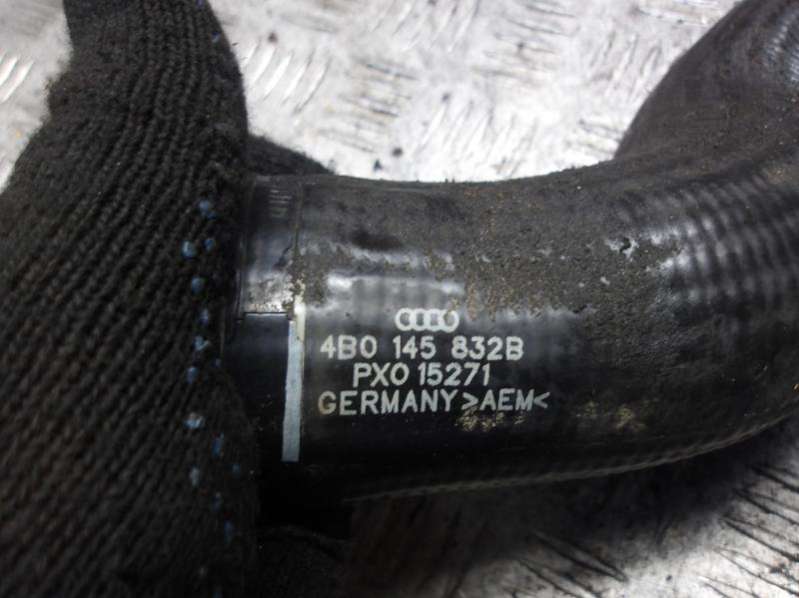 4B0 145 832B
PXO 15271
GERMANY >AEM<